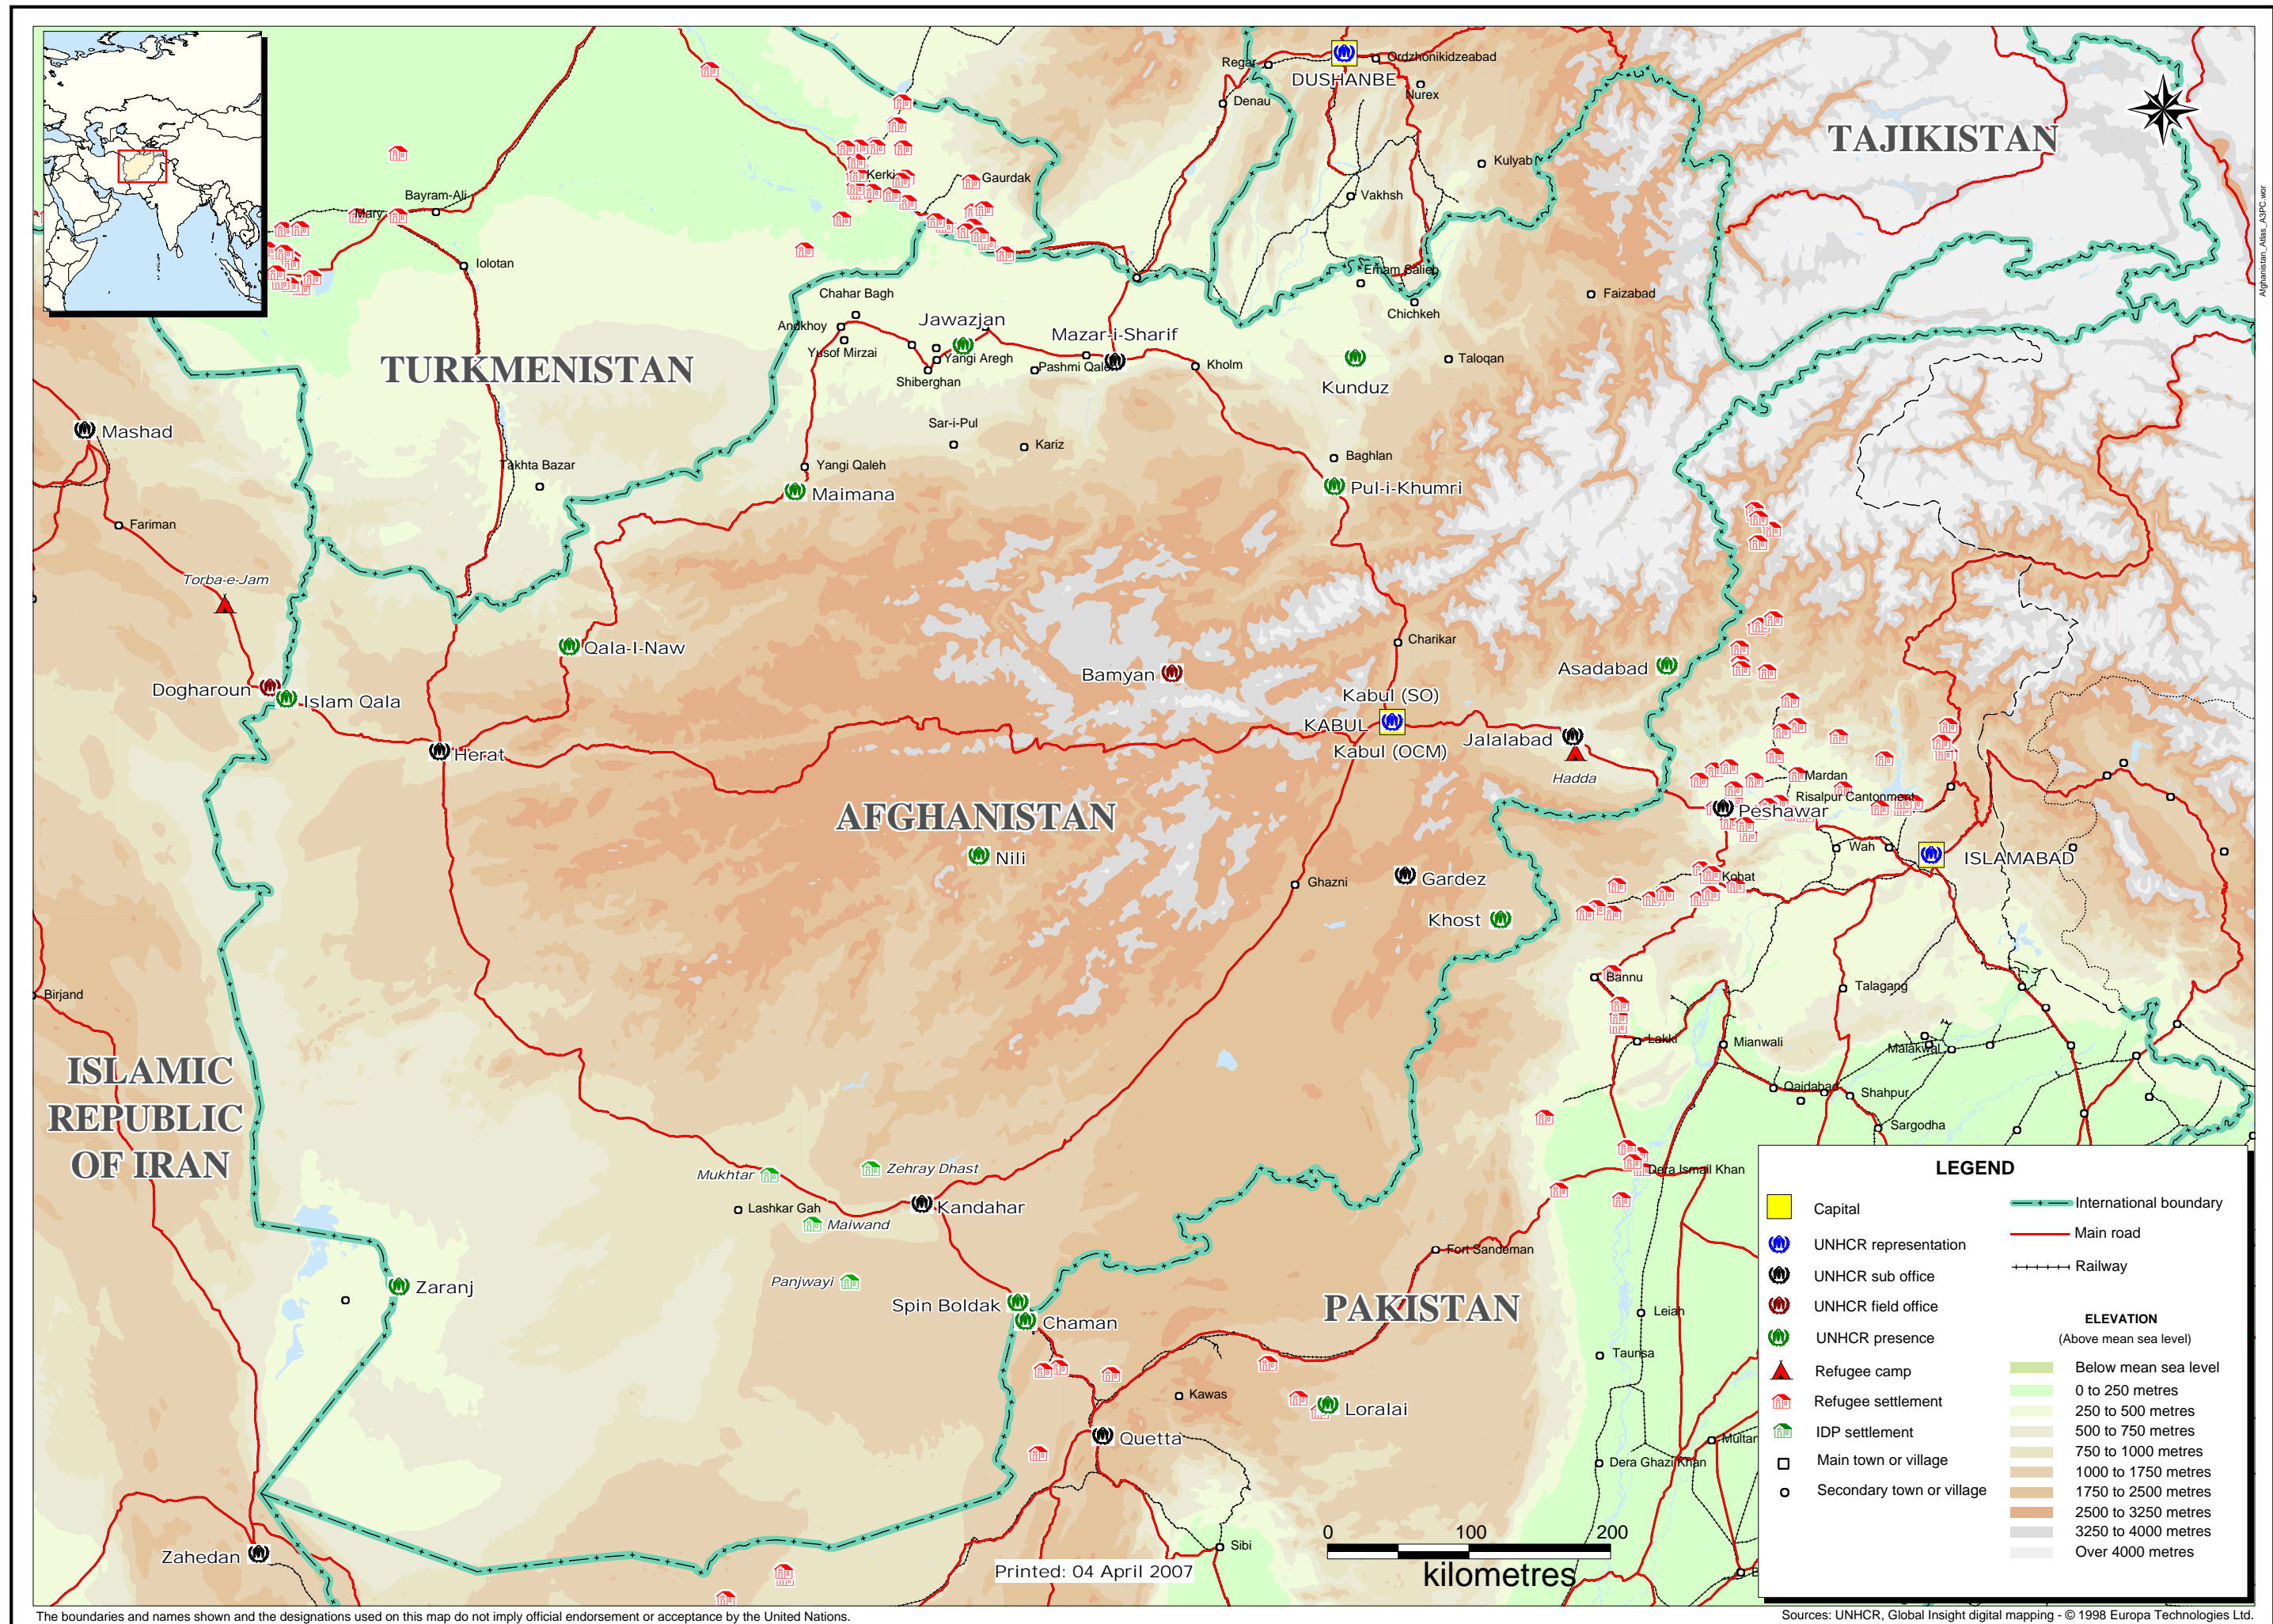 Regar
DUSHANBE
Ordzhonikidzeabad
Nurex
Denau
TAJIKISTAN
Afghanistan_Atlas_A3PC.wor
Kulyab
Kerki
Gaurdak
Vakhsh
Bayram-Ali
Mary
Iolotan
Emam Saheb
Faizabad
Chichkeh
Chahar Bagh
Andkhoy
Jawazjan
Mazar-i-Sharif
Yusof Mirzai
Yangi Aregh
Pashmi Qaleh
Kholm
Taloqan
TURKMENISTAN
Shiberghan
Kunduz
Mashad
Sar-i-Pul
Kariz
Baghlan
Takhta Bazar
Yangi Qaleh
Maimana
Pul-i-Khumri
Fariman
Torba-e-Jam
Charikar
Qala-I-Naw
Bamyan
Asadabad
Dogharoun
Islam Qala
Kabul (SO)
KABUL
Kabul (OCM)
Jalalabad
Herat
Hadda
Mardan
Risalpur Cantonment
Peshawar
AFGHANISTAN
Wah
ISLAMABAD
Nili
Gardez
Ghazni
Kohat
Khost
Bannu
Talagang
Birjand
Lakki
Mianwali
Malakwal
ISLAMIC
REPUBLIC
OF IRAN
Qaidabad
Shahpur
Sargodha
Mukhtar
Zehray Dhast
Dera Ismail Khan
Lashkar Gah
Kandahar
Maiwand
Fort Sandeman
Panjwayi
Zaranj
Spin Boldak
Chaman
PAKISTAN
Leiah
Taunsa
Kawas
Loralai
Quetta
Multan
Dera Ghazi Khan
Sibi
Zahedan
LEGEND
Capital
UNHCR representation
UNHCR sub office
UNHCR field office
UNHCR presence
Refugee camp
Refugee settlement
IDP settlement
Main town or village
Secondary town or village
International boundary
Main road
Railway
ELEVATION
(Above mean sea level)
Below mean sea level
0 to 250 metres
250 to 500 metres
500 to 750 metres
750 to 1000 metres
1000 to 1750 metres
1750 to 2500 metres
2500 to 3250 metres
3250 to 4000 metres
Over 4000 metres
0 100 200
kilometres
Printed: 04 April 2007
The boundaries and names shown and the designations used on this map do not imply official endorsement or acceptance by the United Nations.
Sources: UNHCR, Global Insight digital mapping - © 1998 Europa Technologies Ltd.